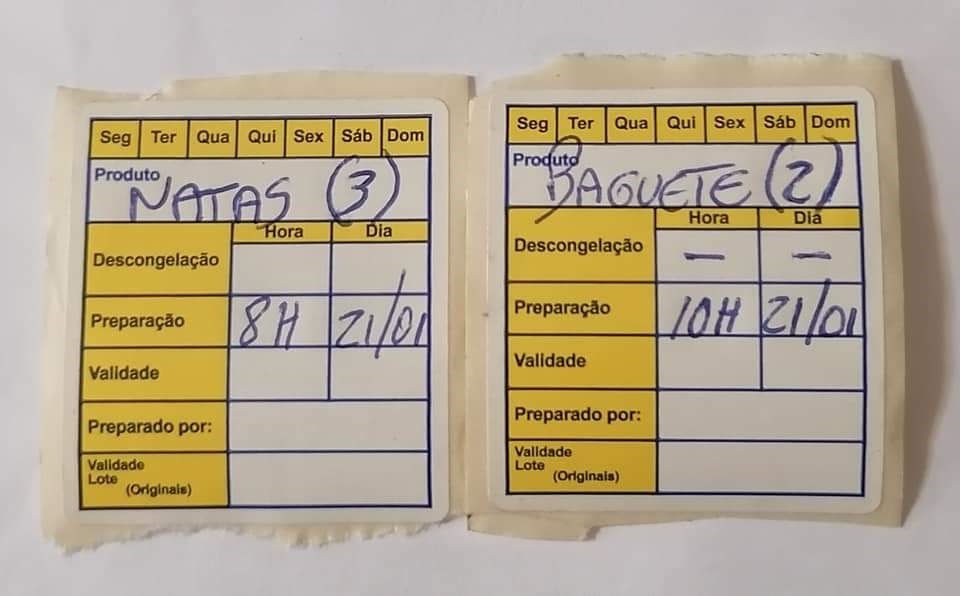 Seg Ter Qua Qui Sex Sáb Dom
Produto NATAS (3)
Hora Dia
Descongelação
Preparação 8H 21/01
Validade
Preparado por:
Validade
Lote
(Originais)
Seg Ter Qua Qui Sex Sáb Dom
Produto BAGUETE (2)
Hora Dia
Descongelação — —
Preparação 10H 21/01
Validade
Preparado por:
Validade
Lote
(Originais)